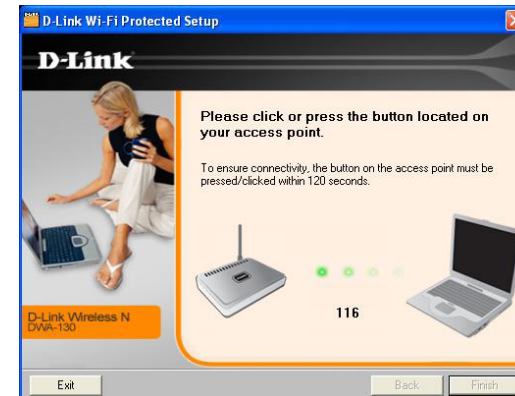 D-Link Wi-Fi Protected Setup
D-Link
Please click or press the button located on
your access point.
To ensure connectivity, the button on the access point must be
pressed/clicked within 120 seconds.
116
D-Link Wireless N
DWA-130
Exit
Back
Finish